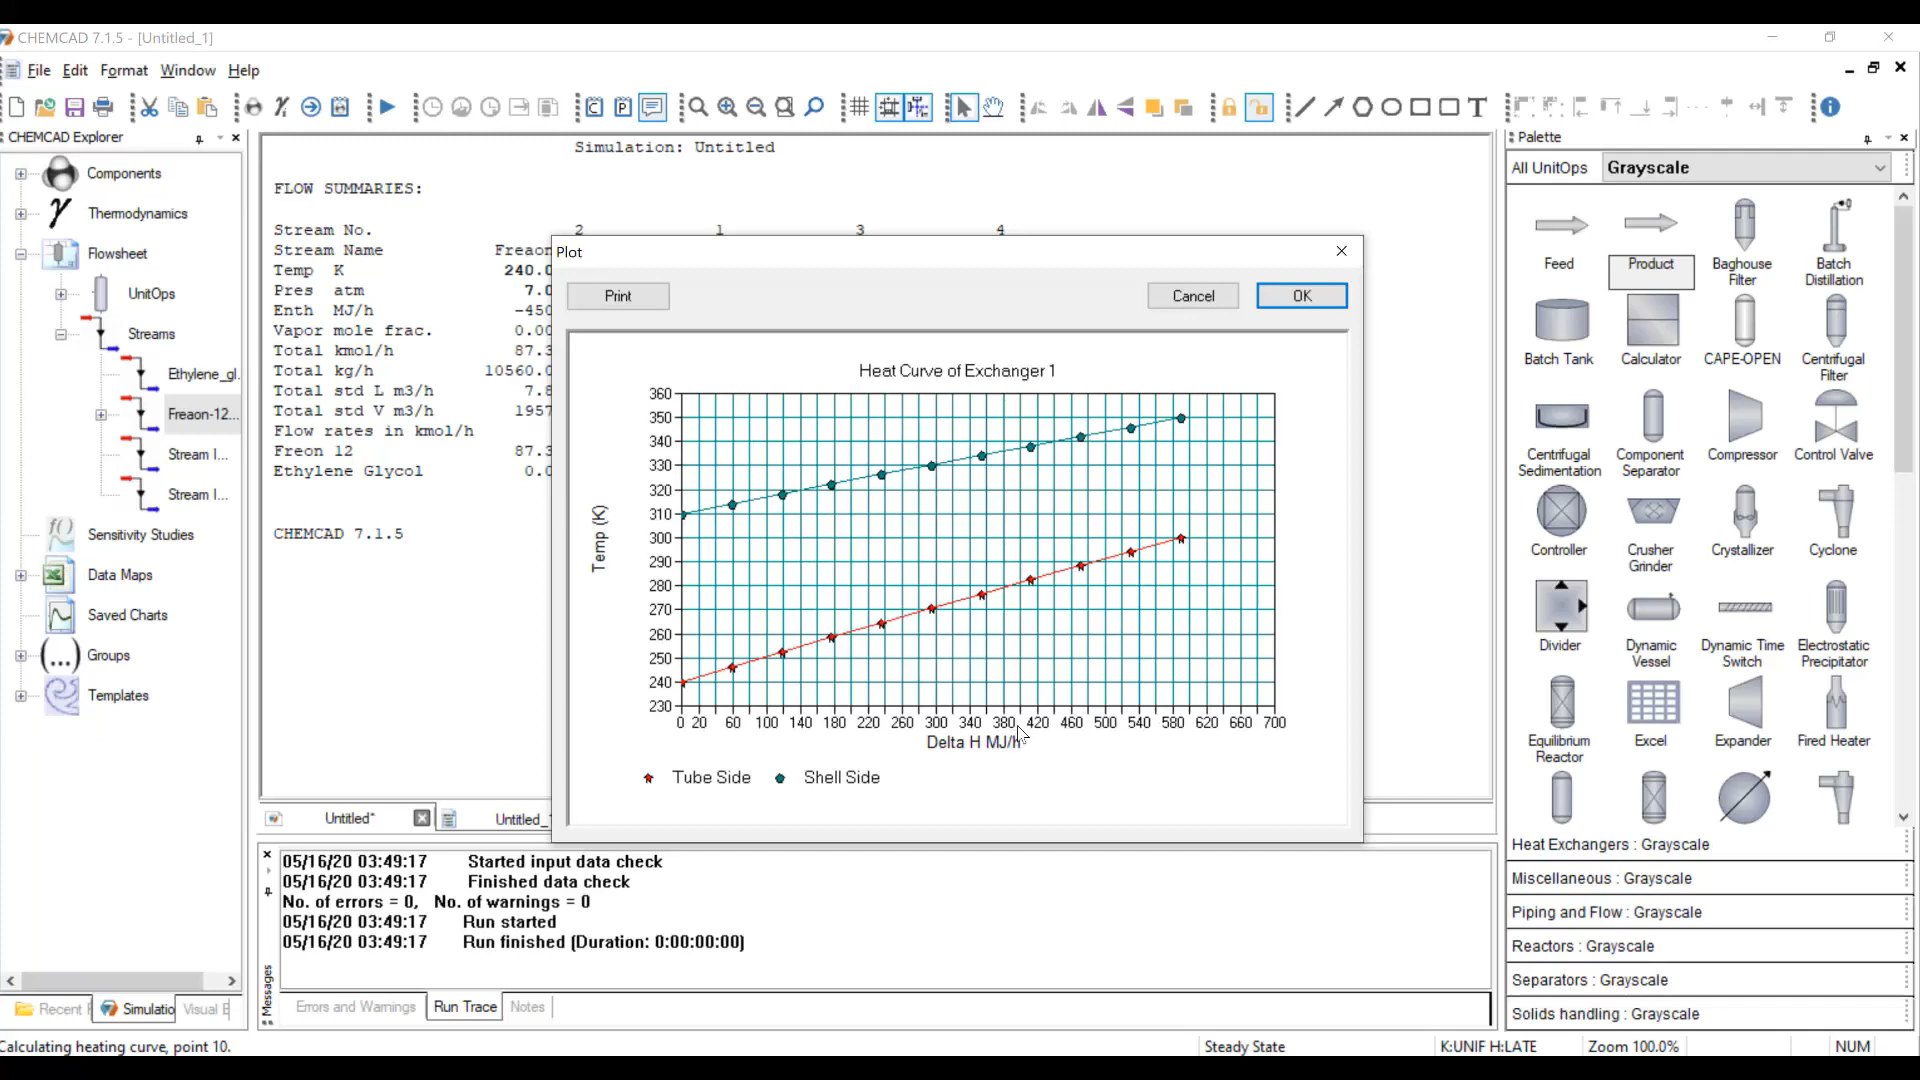 CHEMCAD 7.1.5 - [Untitled_1]
File Edit Format Window Help
CHEMCAD Explorer
Components
Thermodynamics
Flowsheet
UnitOps
Streams
Ethylene_gl.
Freaon-12...
Stream I...
Stream I...
Sensitivity Studies
Data Maps
Saved Charts
Groups
Templates
Simulatio
Simulation: Untitled
FLOW SUMMARIES:
Stream No. 2 1 3 4
Stream Name Freaon
Temp K 240.0
Pres atm 7.0
Enth MJ/h -450
Vapor mole frac. 0.00
Total kmol/h 87.3
Total kg/h 10560.0
Total std L m3/h 7.8
Total std V m3/h 1957
Flow rates in kmol/h
Freon 12 87.3
Ethylene Glycol 0.0
CHEMCAD 7.1.5
Plot
Print Cancel OK
Heat Curve of Exchanger 1
360
350
340
330
320
310
300
290
280
270
260
250
240
230
Temp (K)
0 20 60 100 140 180 220 260 300 340 380 420 460 500 540 580 620 660 700
Delta H MJ/h
Tube Side Shell Side
Untitled* Untitled_
05/16/20 03:49:17 Started input data check
05/16/20 03:49:17 Finished data check
No. of errors = 0, No. of warnings = 0
05/16/20 03:49:17 Run started
05/16/20 03:49:17 Run finished (Duration: 0:00:00:00)
Messages
Errors and Warnings Run Trace Notes
Palette
All UnitOps Grayscale
Feed Product Baghouse Filter Batch Distillation
Batch Tank Calculator CAPE-OPEN Centrifugal Filter
Centrifugal Sedimentation Component Separator Compressor Control Valve
Controller Crusher Grinder Crystallizer Cyclone
Divider Dynamic Vessel Dynamic Time Switch Electrostatic Precipitator
Equilibrium Reactor Excel Expander Fired Heater
Heat Exchangers : Grayscale
Miscellaneous : Grayscale
Piping and Flow : Grayscale
Reactors : Grayscale
Separators : Grayscale
Solids handling : Grayscale
Calculating heating curve, point 10.
Steady State K:UNIF H:LATE Zoom 100.0% NUM